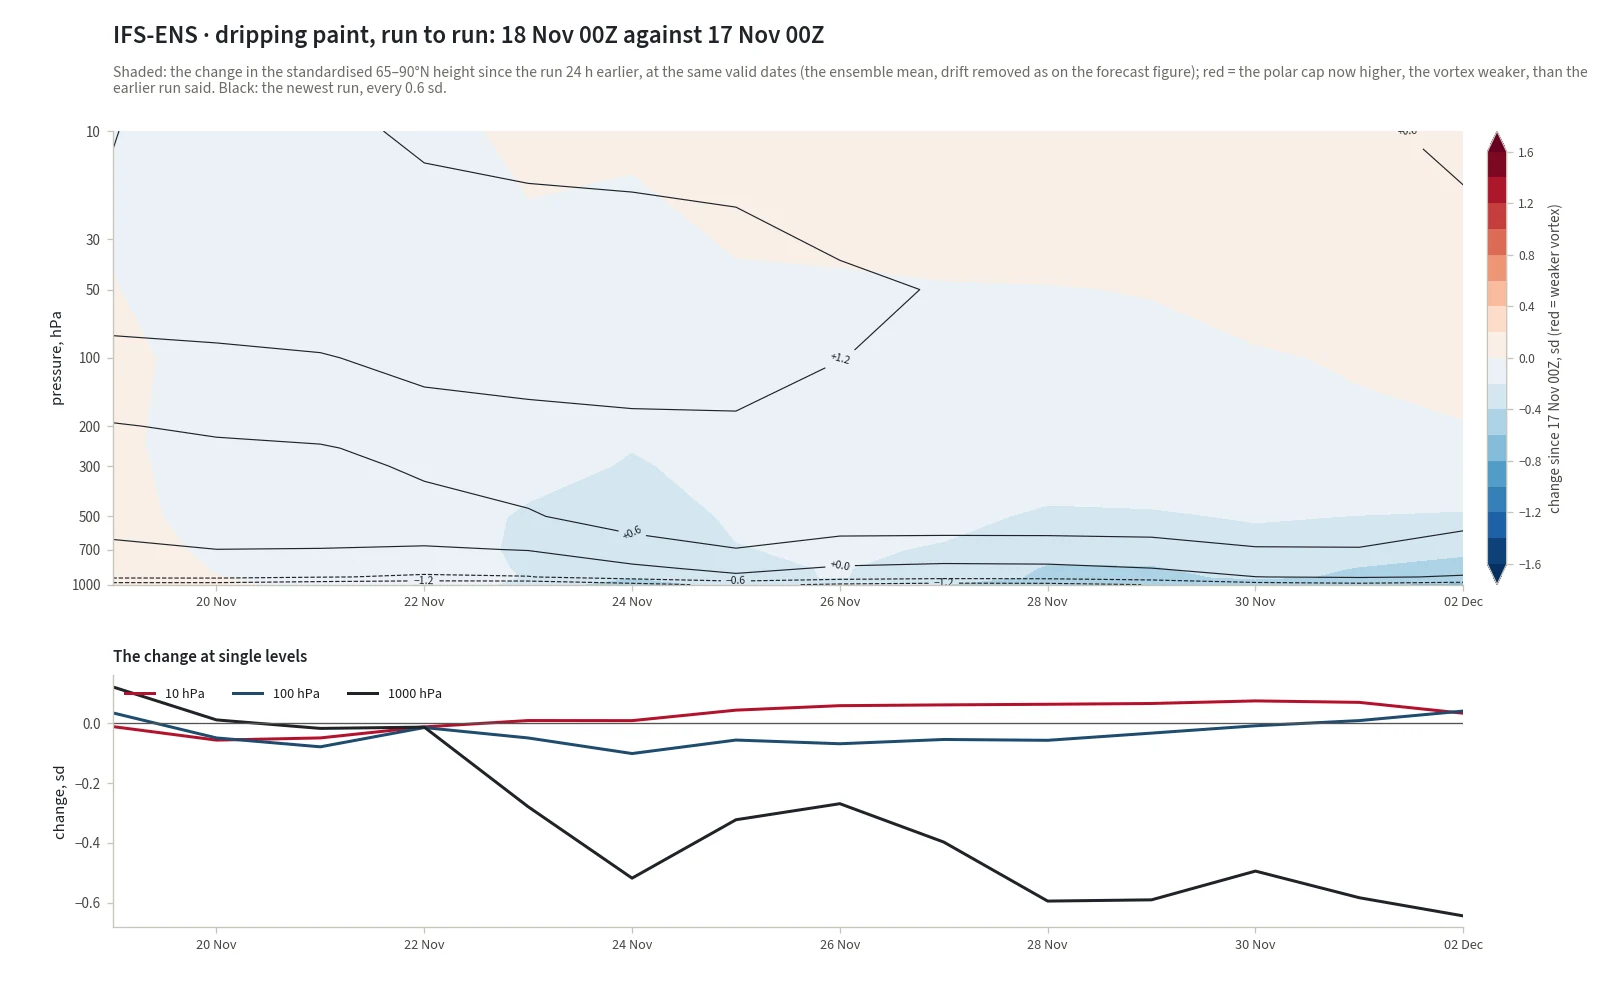 IFS-ENS · dripping paint, run to run: 18 Nov 00Z against 17 Nov 00Z
Shaded: the change in the standardised 65–90°N height since the run 24 h earlier, at the same valid dates (the ensemble mean, drift removed as on the forecast figure); red = the polar cap now higher, the vortex weaker, than the
earlier run said. Black: the newest run, every 0.6 sd.
pressure, hPa
10
30
50
100
200
300
500
700
1000
+1.2
+0.6
+0.0
−1.2
−0.6
20 Nov
22 Nov
24 Nov
26 Nov
28 Nov
30 Nov
02 Dec
1.6
1.2
0.8
0.4
0.0
−0.4
−0.8
−1.2
−1.6
change since 17 Nov 00Z, sd (red = weaker vortex)
The change at single levels
10 hPa
100 hPa
1000 hPa
change, sd
0.0
−0.2
−0.4
−0.6
20 Nov
22 Nov
24 Nov
26 Nov
28 Nov
30 Nov
02 Dec